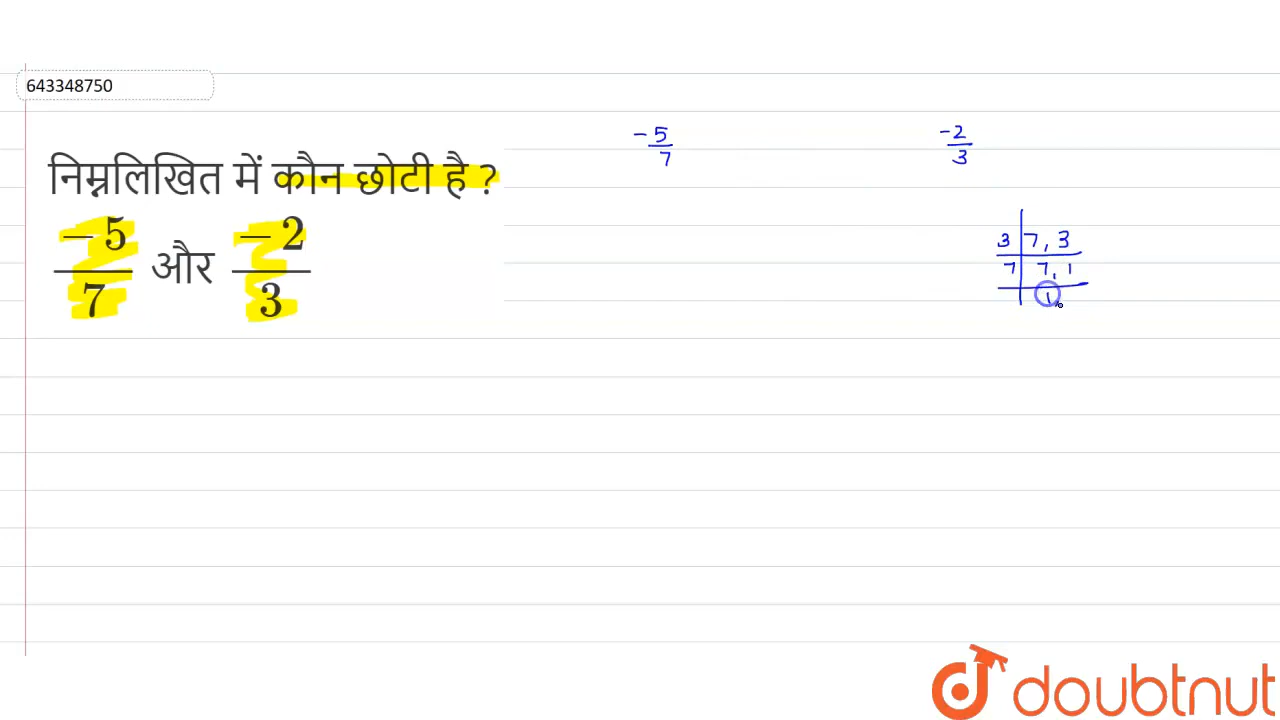 643348750
निम्नलिखित में कौन छोटी है ?
-5/7 और -2/3
-5/7
-2/3
3 | 7, 3
7 | 7, 1
1,
doubtnut